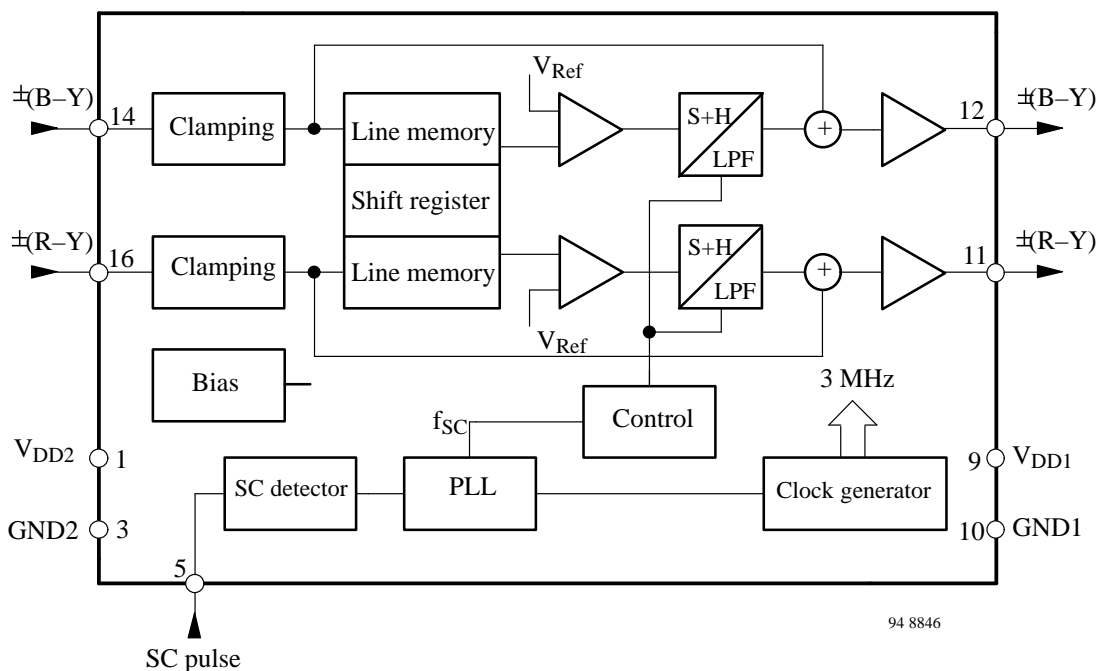 V_Ref
±(B–Y)
14
Clamping
Line memory
S+H
LPF
+
12
±(B–Y)
Shift register
±(R–Y)
16
Clamping
Line memory
V_Ref
S+H
LPF
+
11
±(R–Y)
Bias
3 MHz
f_SC
Control
V_DD2
1
SC detector
PLL
Clock generator
9
V_DD1
GND2
3
10
GND1
5
SC pulse
94 8846